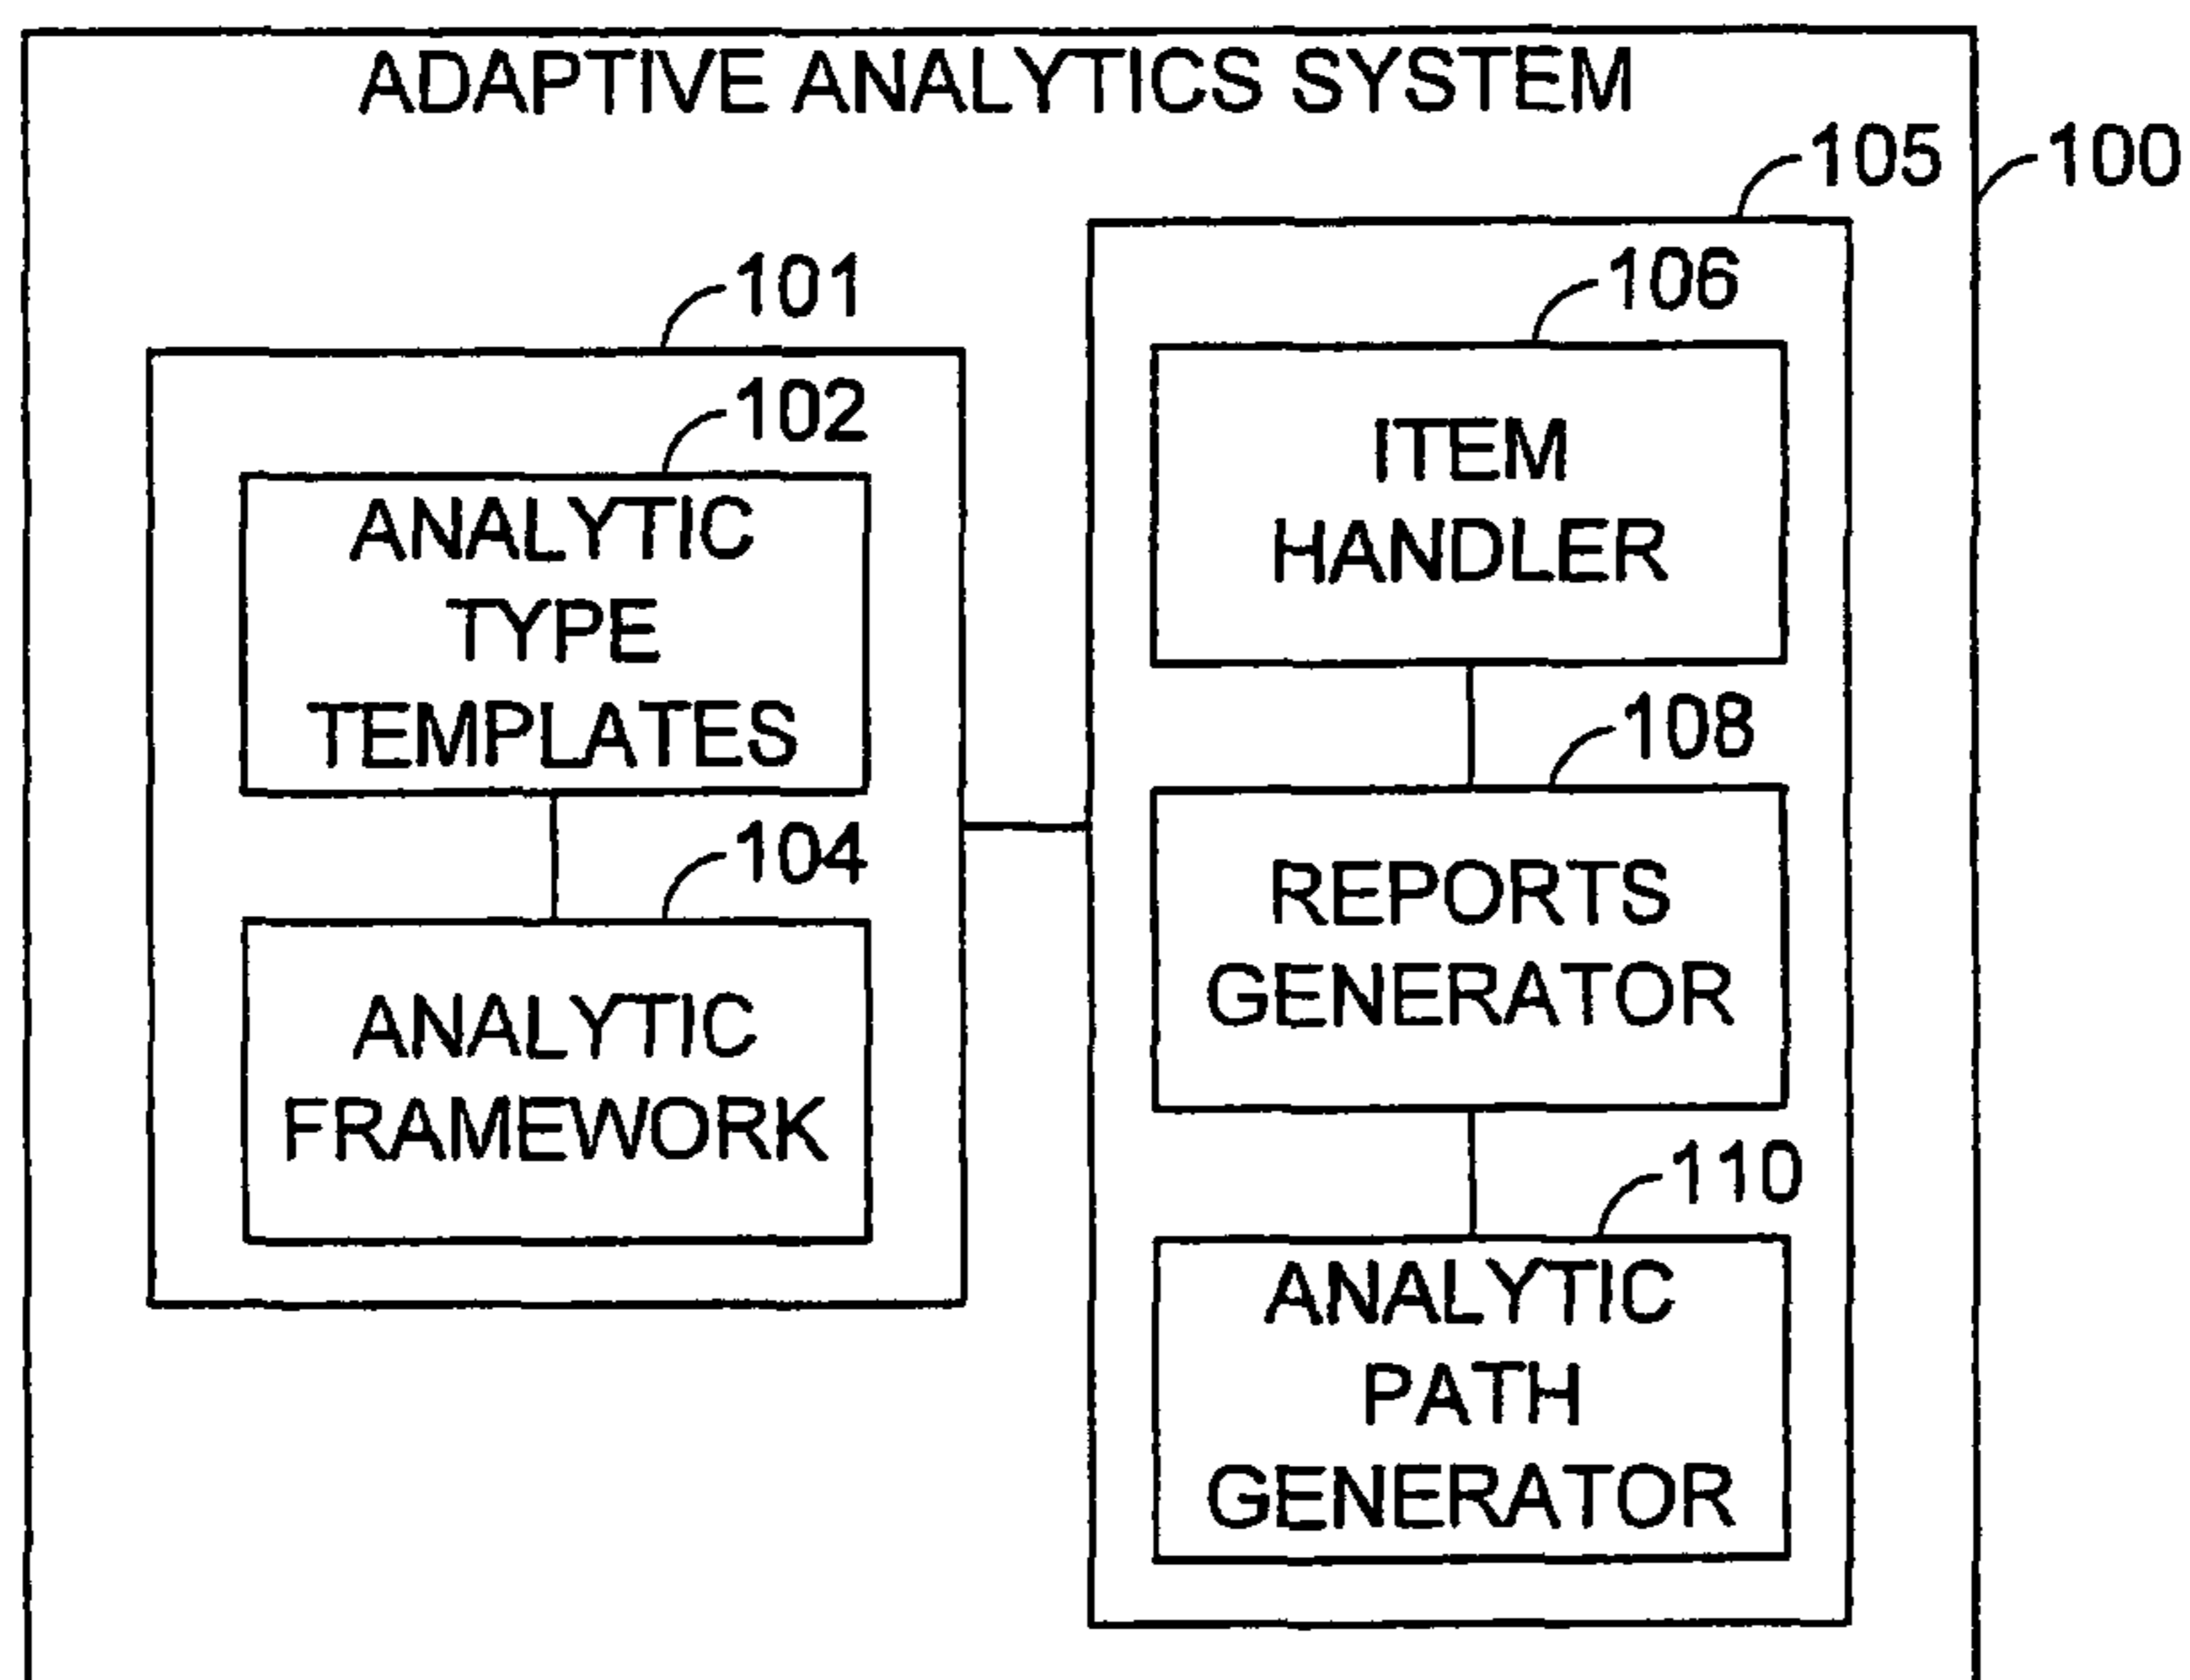 ADAPTIVE ANALYTICS SYSTEM
100
105
101
102
ANALYTIC
TYPE
TEMPLATES
104
ANALYTIC
FRAMEWORK
106
ITEM
HANDLER
108
REPORTS
GENERATOR
110
ANALYTIC
PATH
GENERATOR